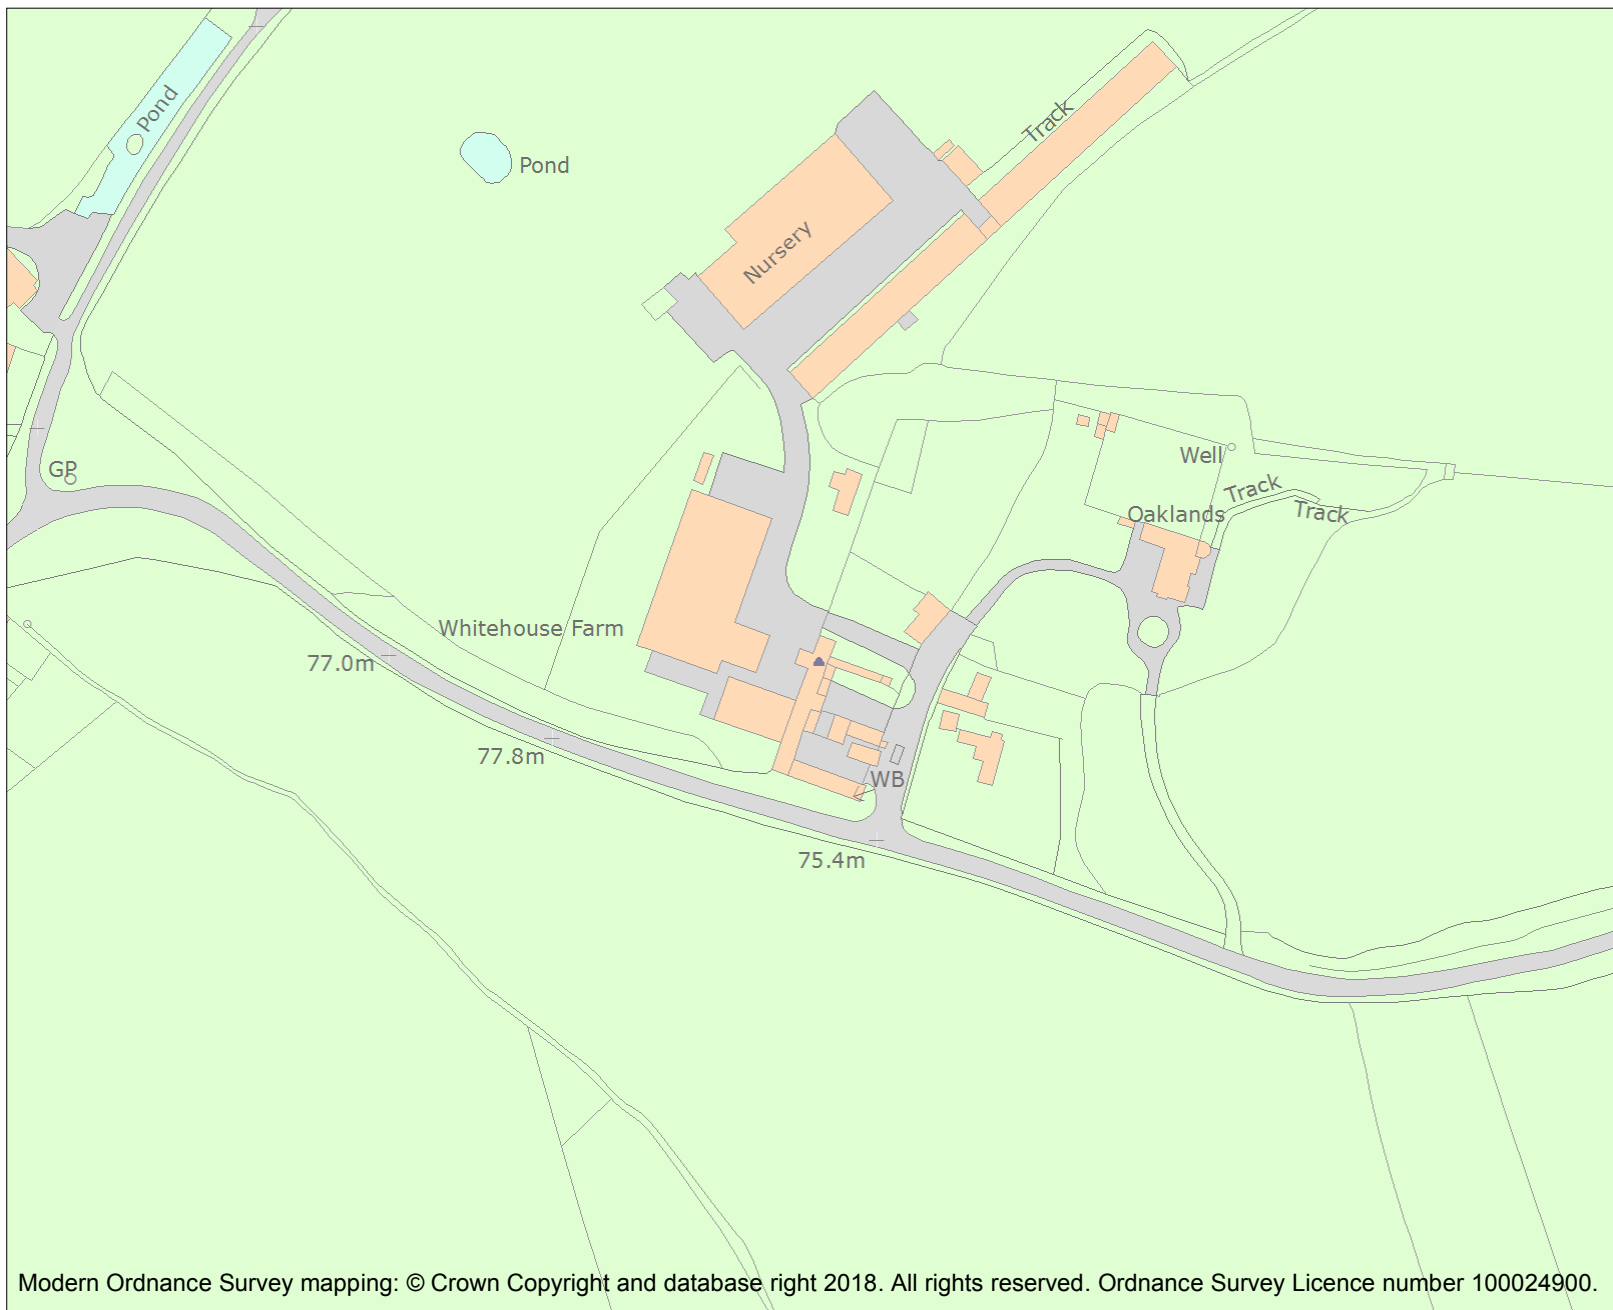 Pond
Pond
Track
Nursery
GP
Well
Track
Track
Oaklands
Whitehouse Farm
77.0m
77.8m
WB
75.4m
Modern Ordnance Survey mapping: © Crown Copyright and database right 2018. All rights reserved. Ordnance Survey Licence number 100024900.